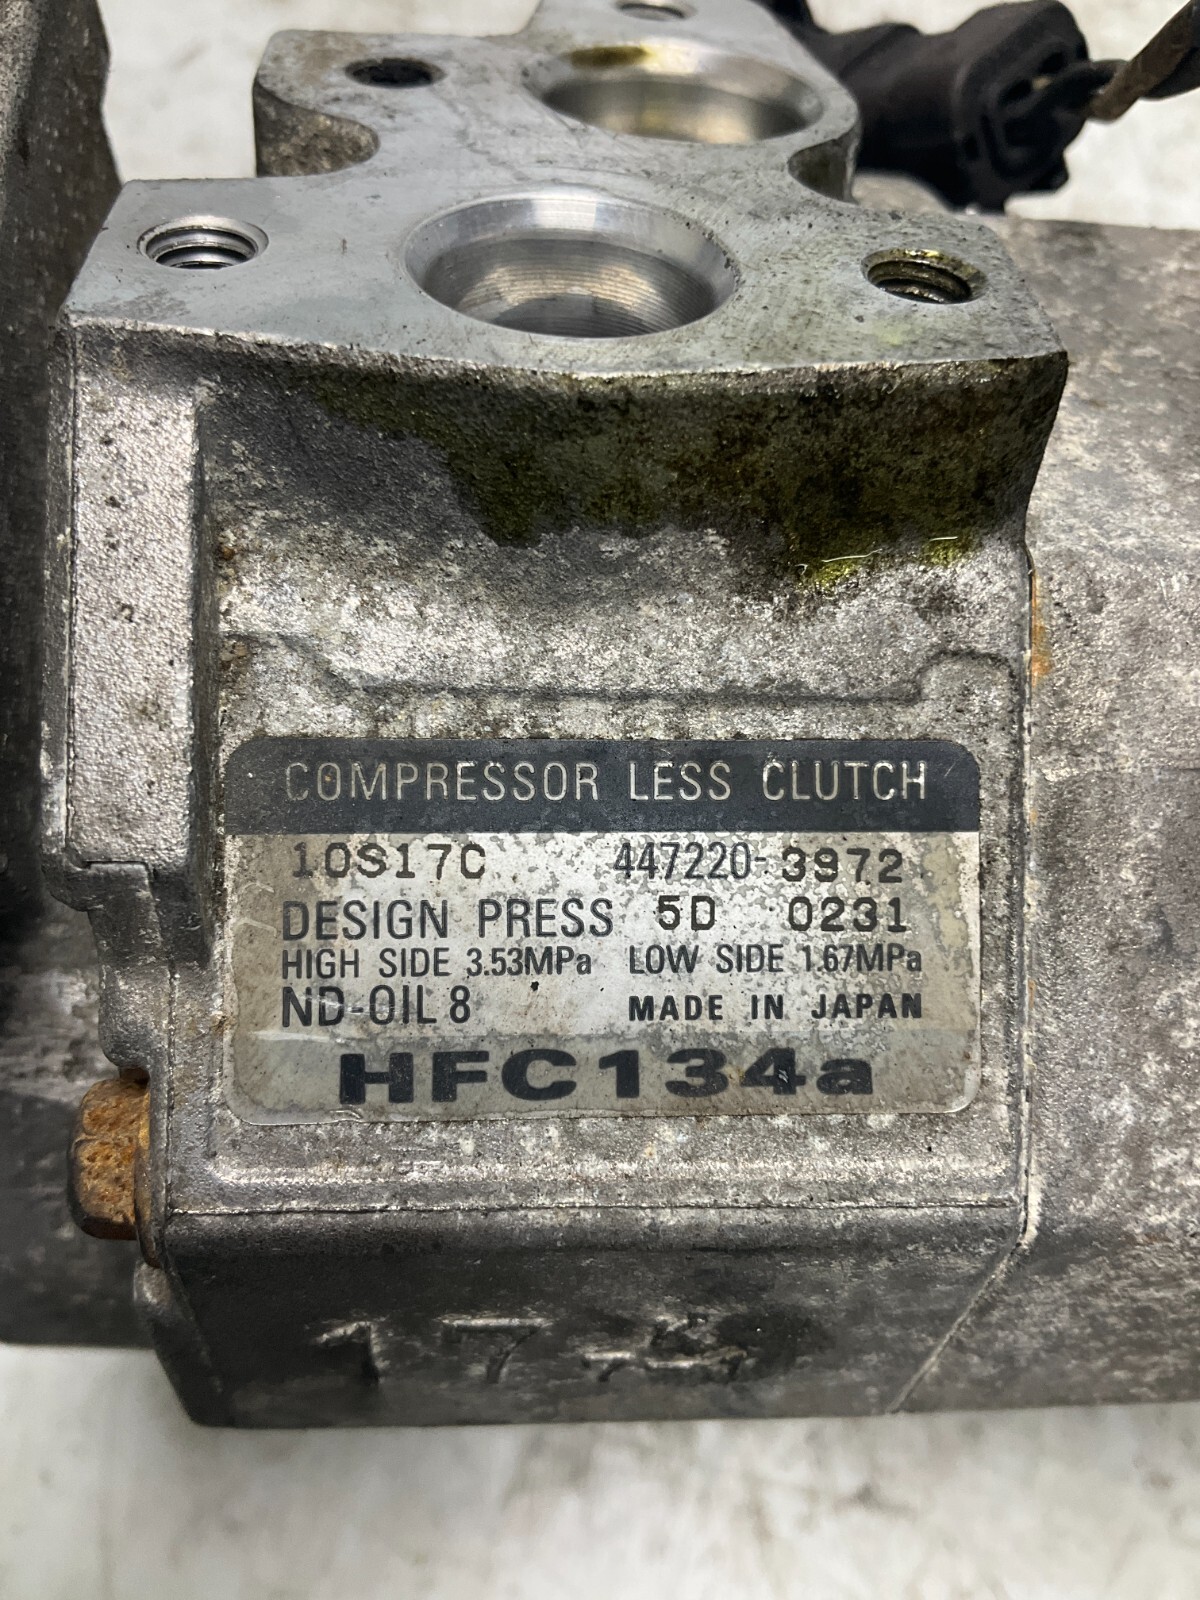 COMPRESSOR LESS CLUTCH
10S17C 447220-3972
DESIGN PRESS 5D 0231
HIGH SIDE 3.53MPa LOW SIDE 1.67MPa
ND-OIL 8 MADE IN JAPAN
HFC134a
17